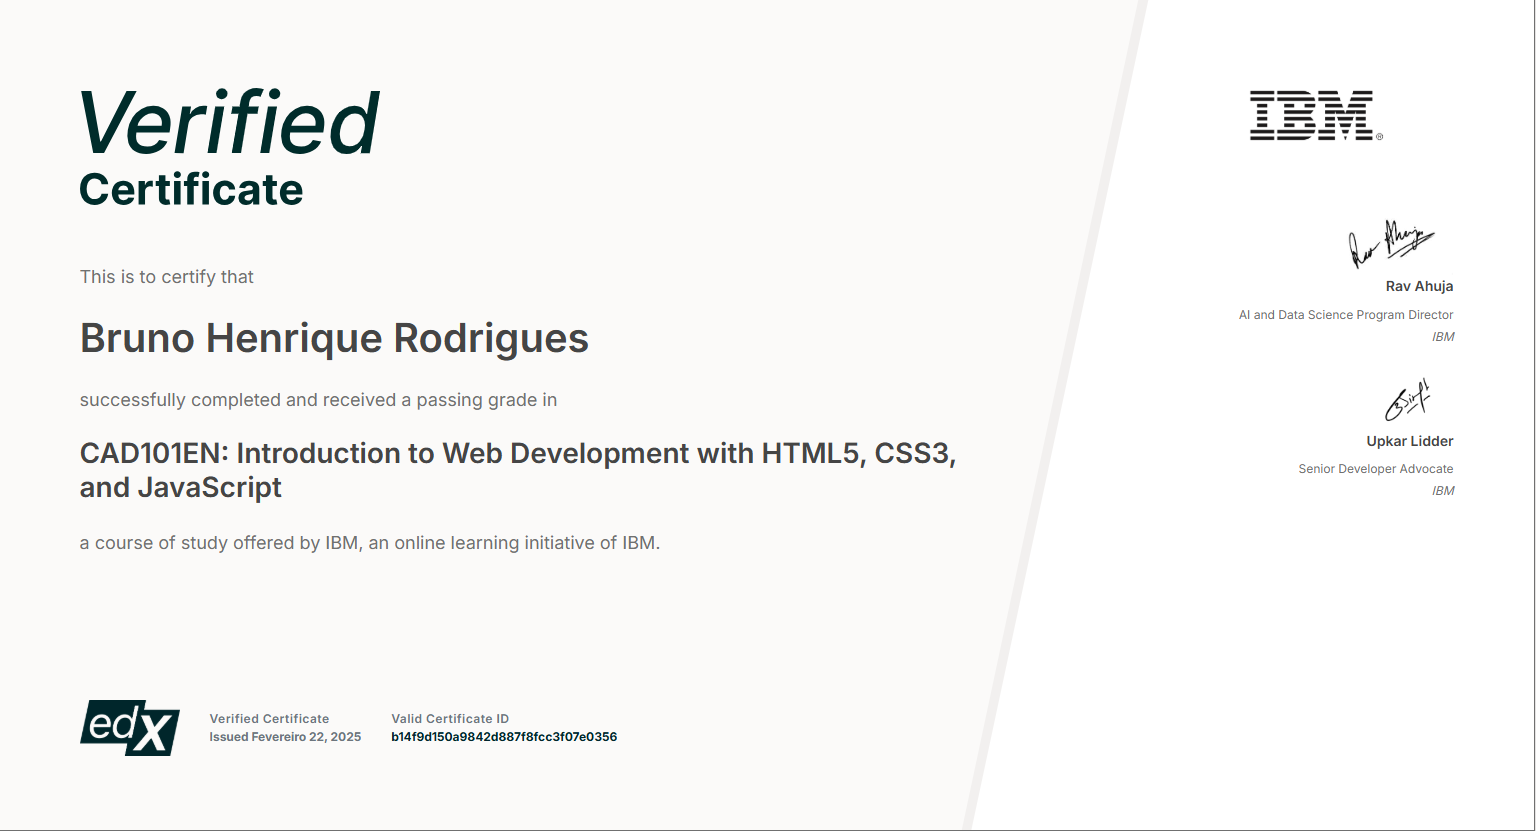 Verified
Certificate
This is to certify that
Bruno Henrique Rodrigues
successfully completed and received a passing grade in
CAD101EN: Introduction to Web Development with HTML5, CSS3,
and JavaScript
a course of study offered by IBM, an online learning initiative of IBM.
edX
Verified Certificate
Issued Fevereiro 22, 2025
Valid Certificate ID
b14f9d150a9842d887f8fcc3f07e0356
IBM®
Rav Ahuja
Rav Ahuja
AI and Data Science Program Director
IBM
Upkar Lidder
Senior Developer Advocate
IBM